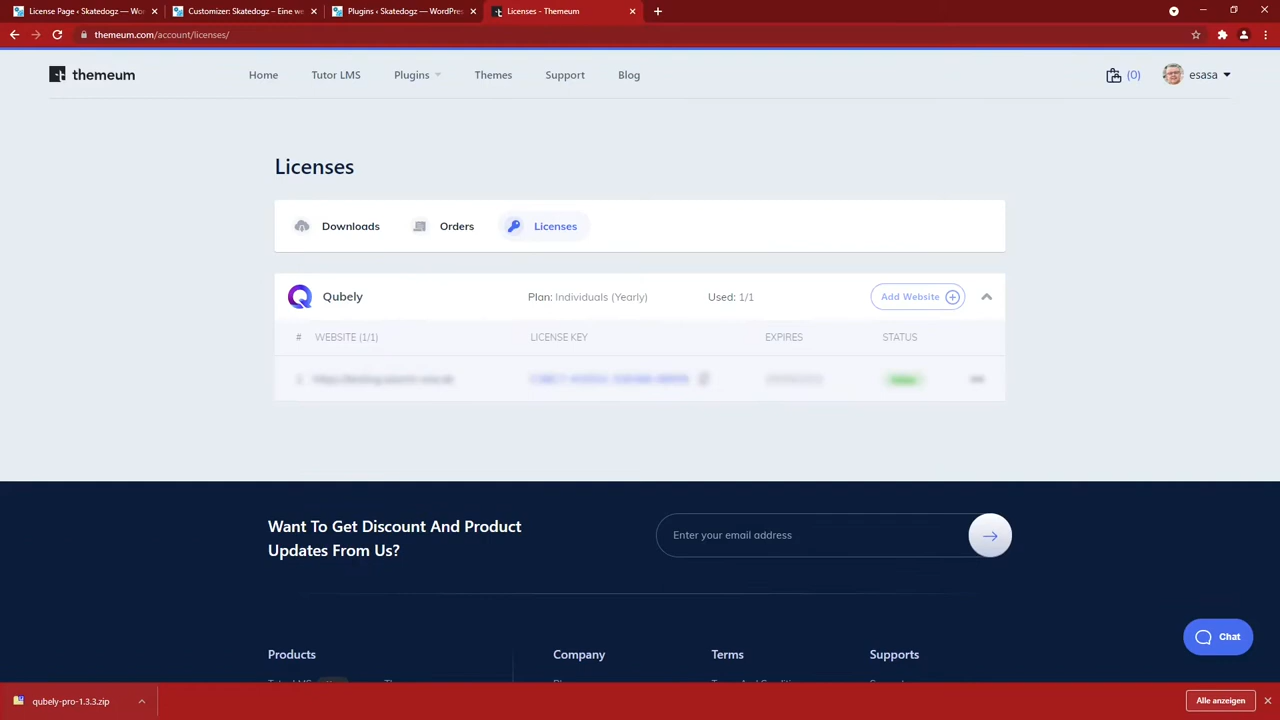 License Page ‹ Skatedogz — Wor
Customizer: Skatedogz – Eine we
Plugins ‹ Skatedogz — WordPres
Licenses - Themeum
themeum.com/account/licenses/
themeum
Home
Tutor LMS
Plugins
Themes
Support
Blog
(0)
esasa
Licenses
Downloads
Orders
Licenses
Qubely
Plan: Individuals (Yearly)
Used: 1/1
Add Website
# WEBSITE (1/1)
LICENSE KEY
EXPIRES
STATUS
Want To Get Discount And Product
Updates From Us?
Enter your email address
Chat
Products
Company
Terms
Supports
qubely-pro-1.3.3.zip
Alle anzeigen